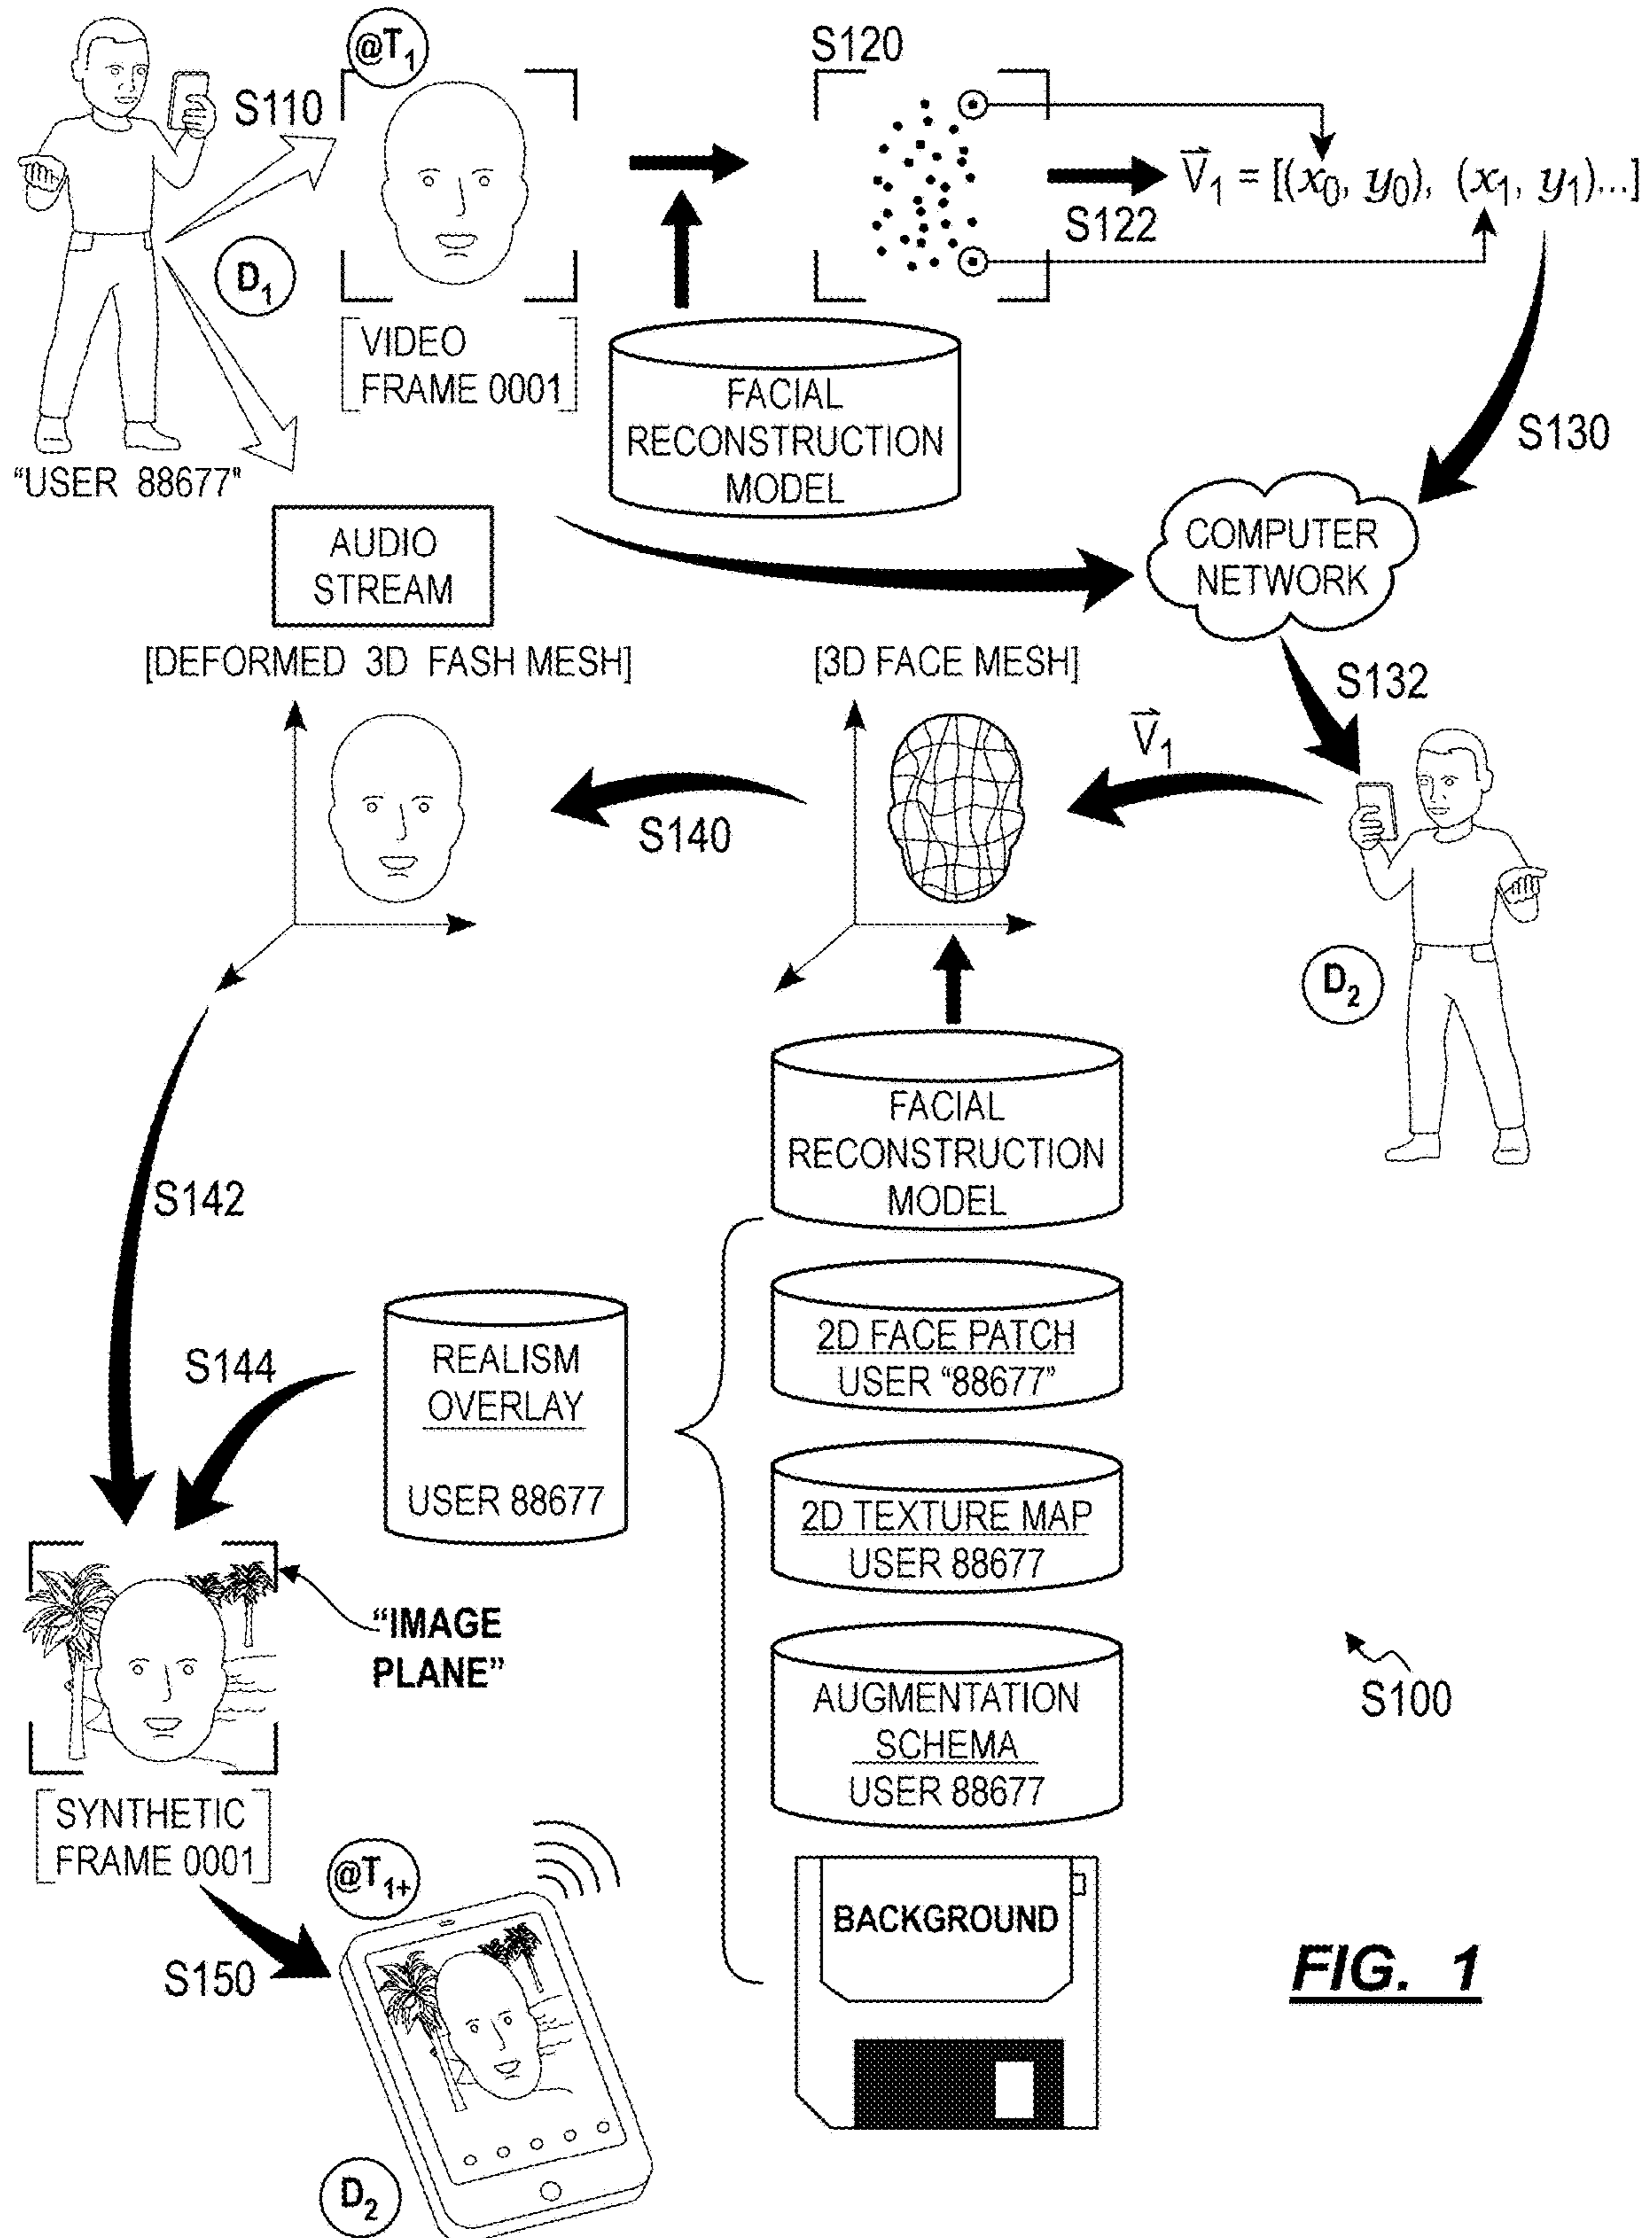 @T1
S120
S110
V1 = [(x0, y0), (x1, y1)...]
S122
D1
[VIDEO
FRAME 0001]
FACIAL
RECONSTRUCTION
MODEL
S130
"USER 88677"
AUDIO
STREAM
COMPUTER
NETWORK
[DEFORMED 3D FASH MESH]
[3D FACE MESH]
S132
V1
S140
D2
FACIAL
RECONSTRUCTION
MODEL
S142
2D FACE PATCH
USER "88677"
S144
REALISM
OVERLAY
USER 88677
2D TEXTURE MAP
USER 88677
"IMAGE
PLANE"
AUGMENTATION
SCHEMA
USER 88677
S100
[SYNTHETIC
FRAME 0001]
@T1+
BACKGROUND
S150
FIG. 1
D2